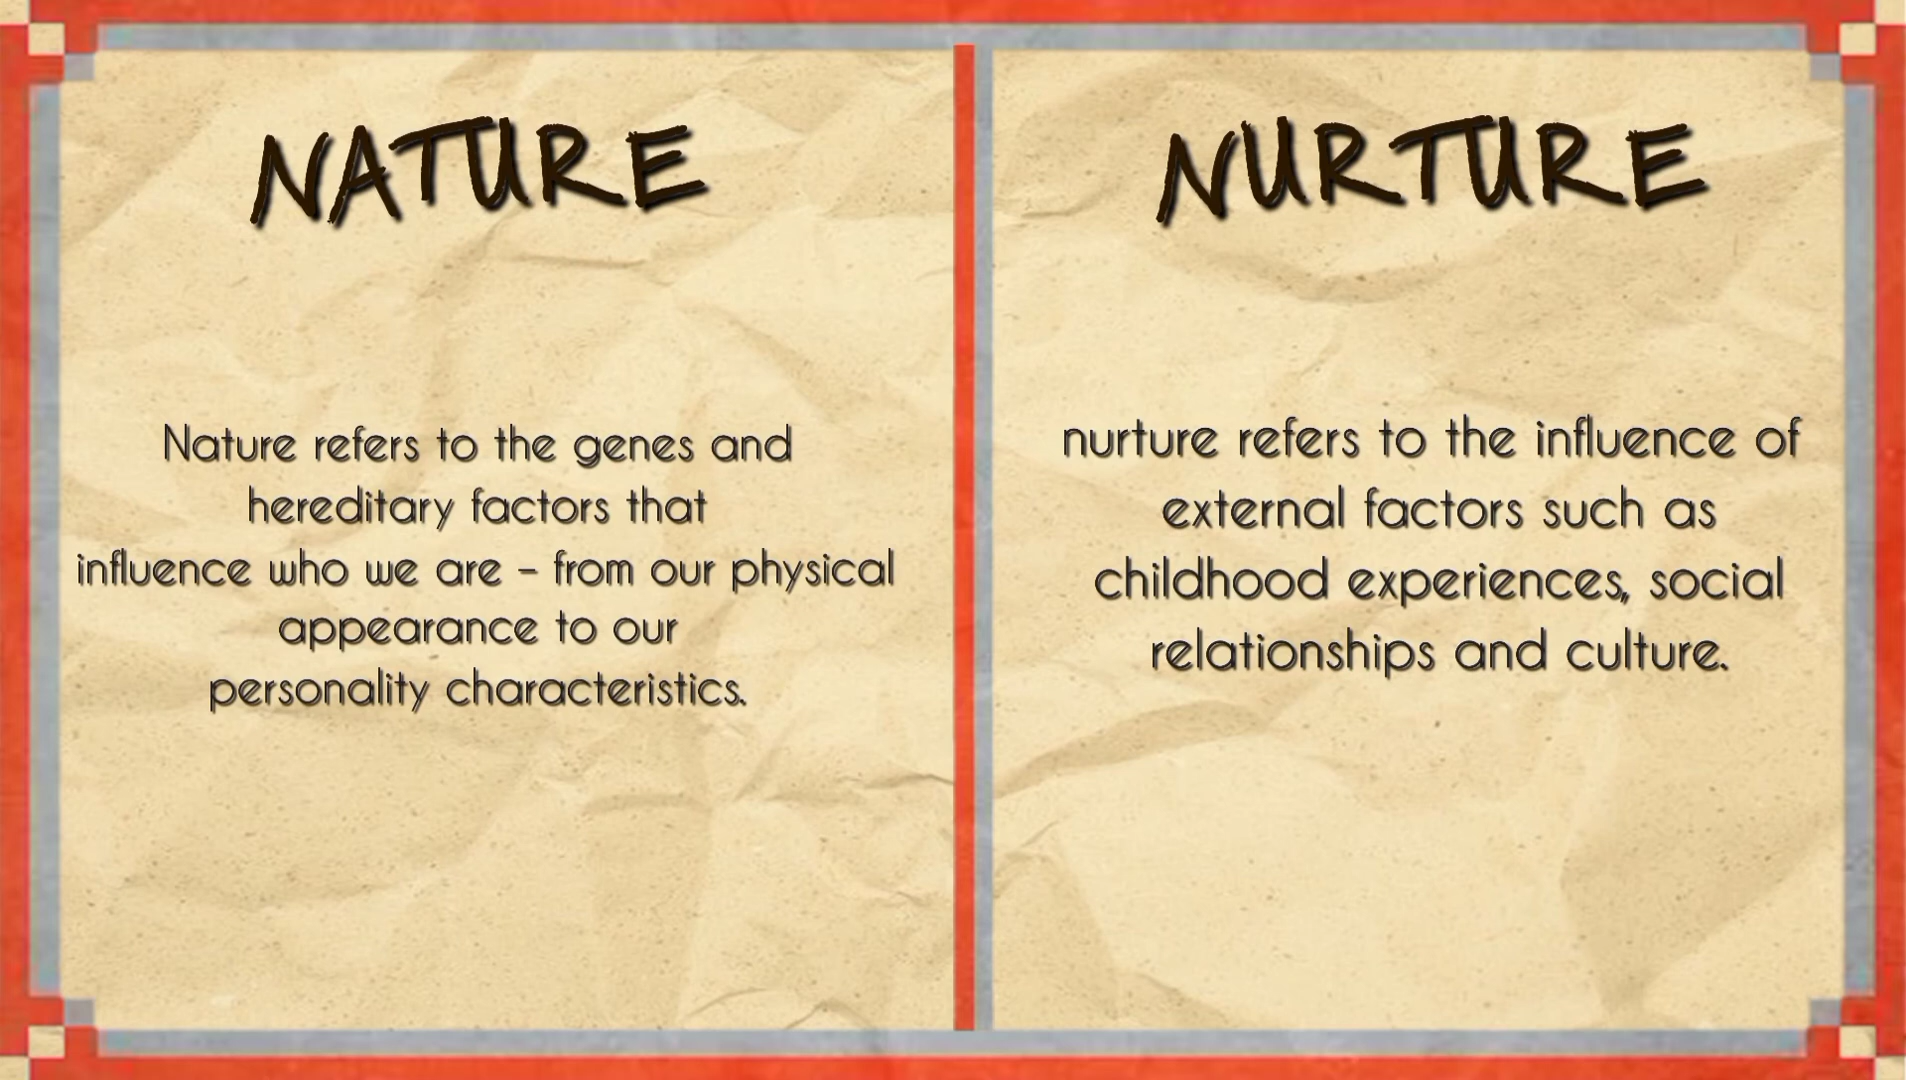 NATURE
Nature refers to the genes and
hereditary factors that
influence who we are – from our physical
appearance to our
personality characteristics.
NURTURE
nurture refers to the influence of
external factors such as
childhood experiences, social
relationships and culture.